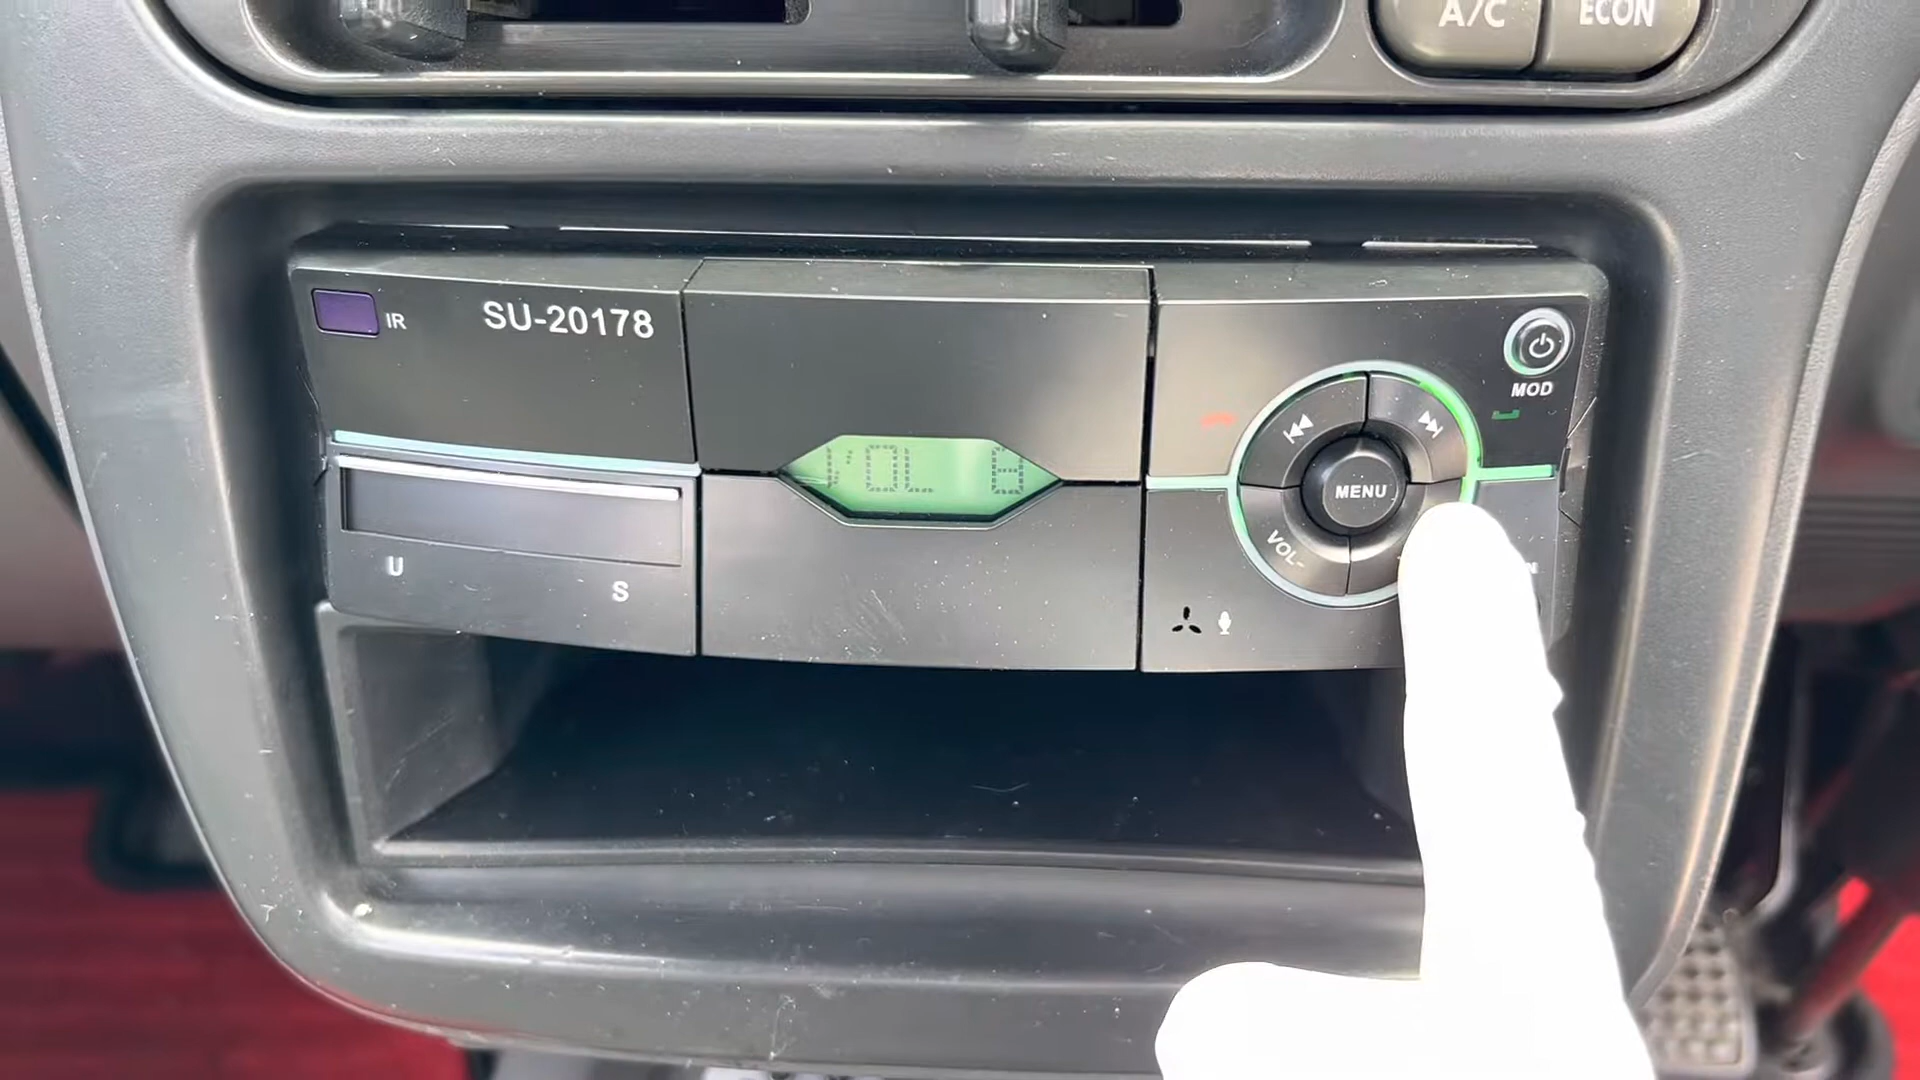 A/C
ECON
IR
SU-20178
MOD
VOL 8
MENU
VOL-
U
S